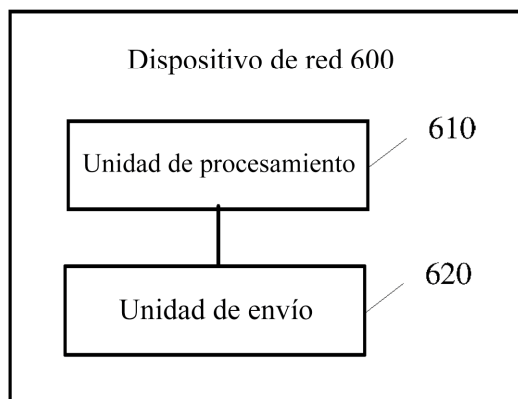 Dispositivo de red 600
610
Unidad de procesamiento
620
Unidad de envío